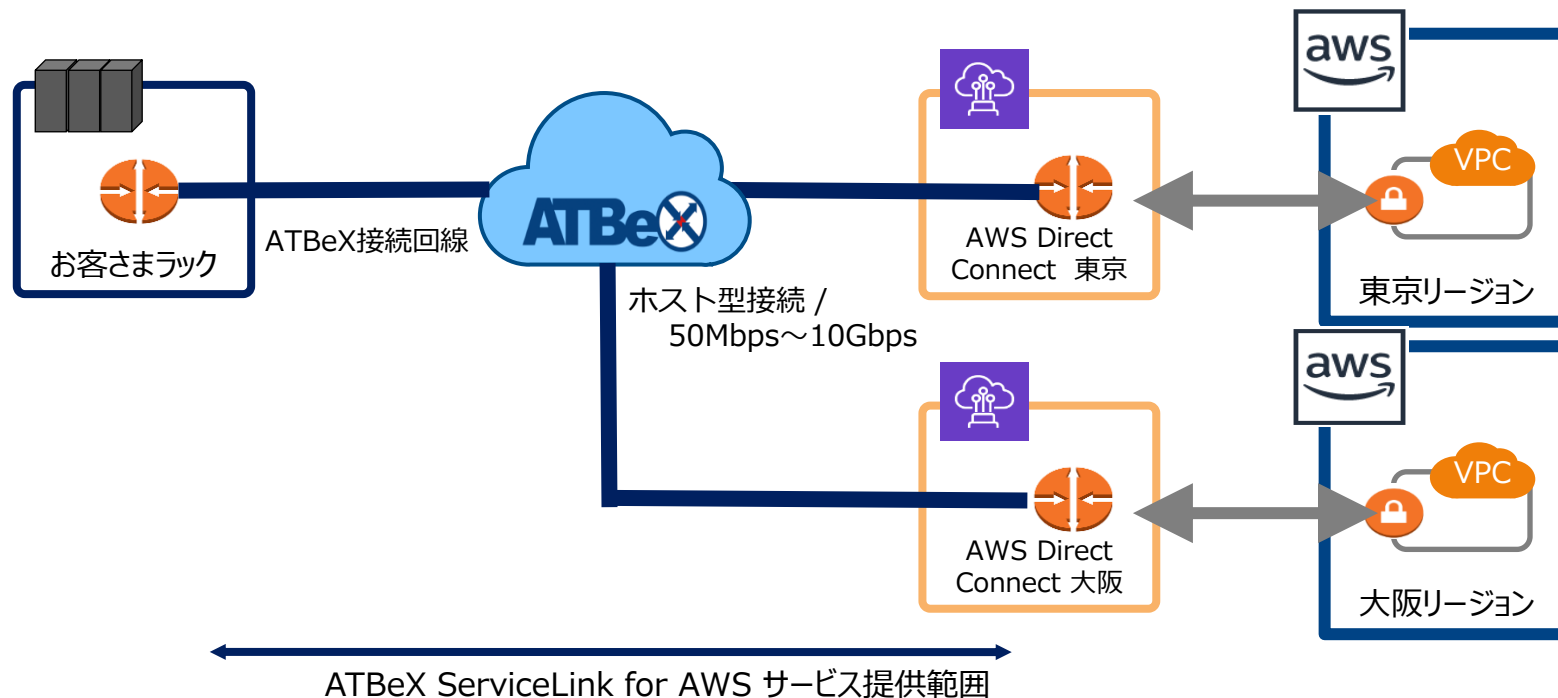 aws
VPC
ATBeX
お客さまラック
ATBeX接続回線
AWS Direct
Connect 東京
東京リージョン
ホスト型接続 /
50Mbps～10Gbps
aws
VPC
AWS Direct
Connect 大阪
大阪リージョン
ATBeX ServiceLink for AWS サービス提供範囲